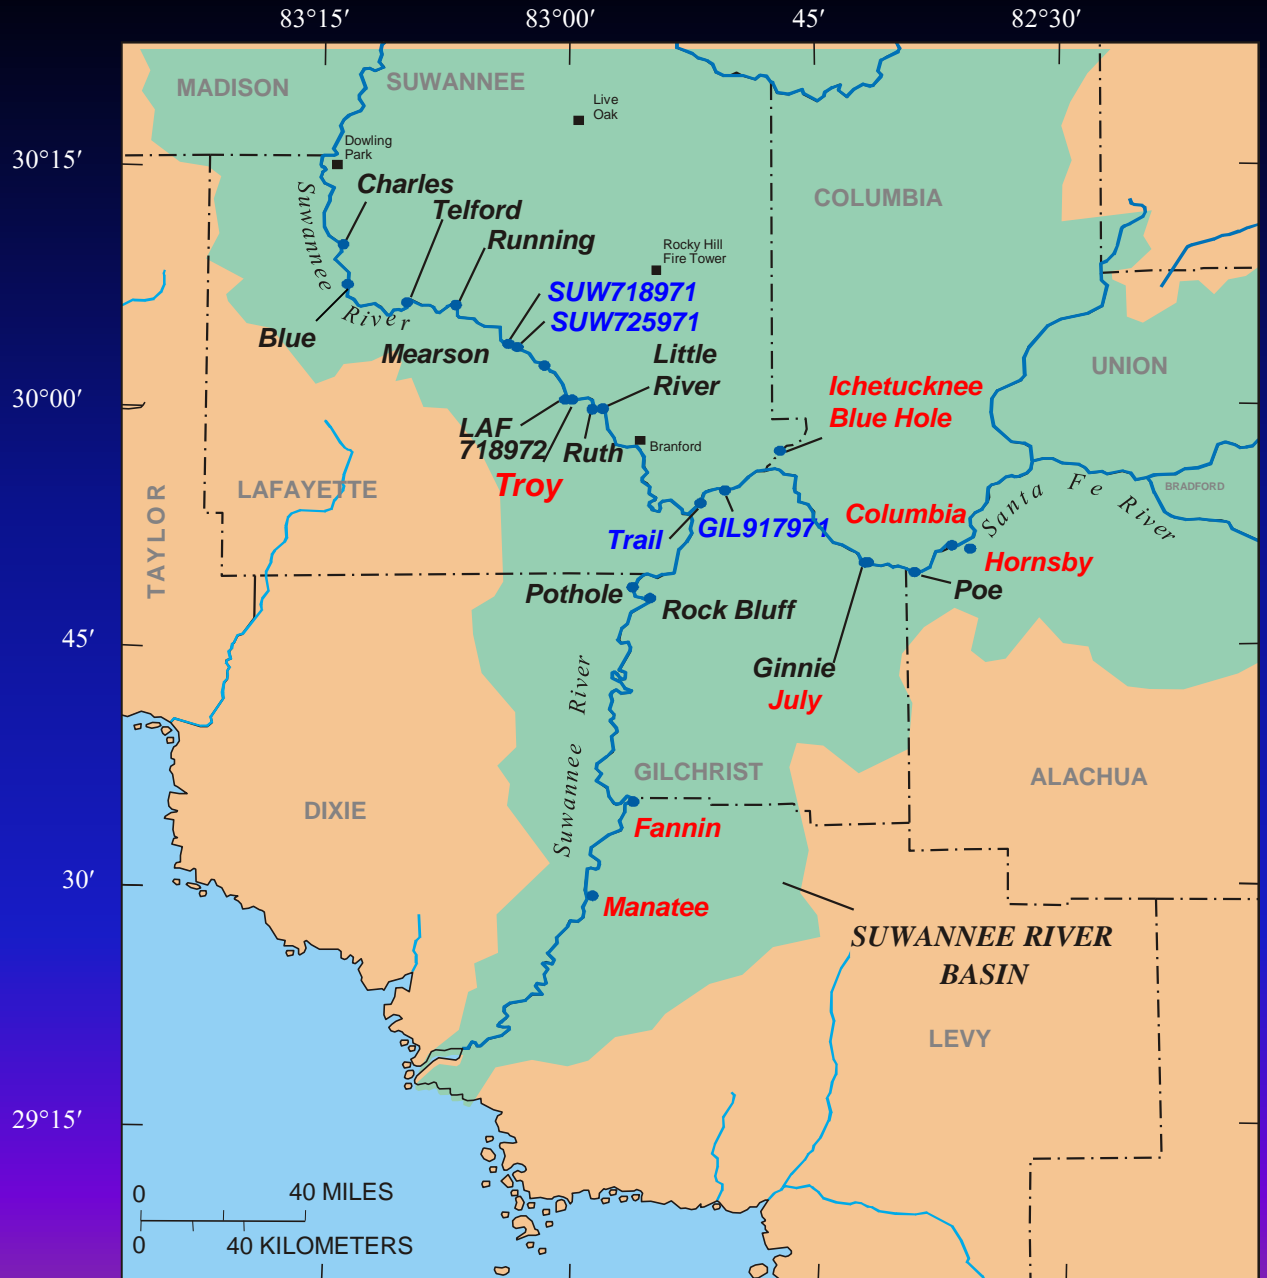 83°15′
83°00′
45′
82°30′
MADISON
SUWANNEE
Live
Oak
Dowling
Park
30°15′
Charles
COLUMBIA
Suwannee
Telford
Running
Rocky Hill
Fire Tower
SUW718971
River
SUW725971
Blue
Mearson
Little
River
UNION
Ichetucknee
Blue Hole
30°00′
LAF
718972
Ruth
Branford
Troy
LAFAYETTE
TAYLOR
Santa Fe River
BRADFORD
Columbia
Trail
GIL917971
Hornsby
Pothole
Rock Bluff
Poe
45′
Suwannee River
Ginnie
July
GILCHRIST
ALACHUA
DIXIE
Fannin
30′
Manatee
SUWANNEE RIVER
BASIN
LEVY
29°15′
0
40 MILES
0
40 KILOMETERS